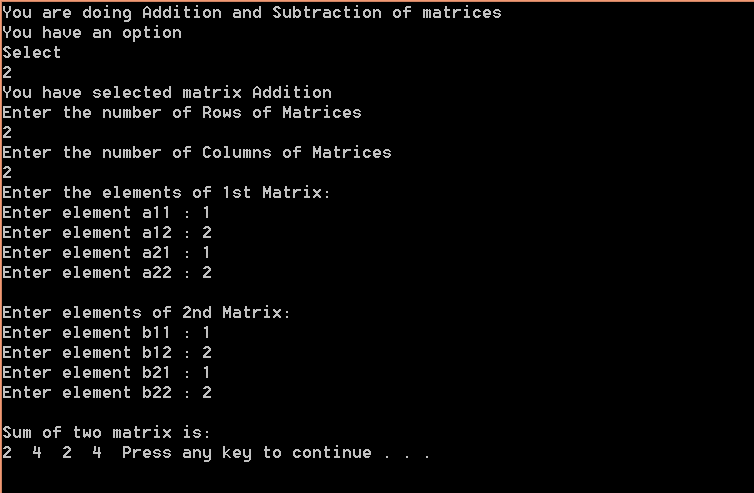 You are doing Addition and Subtraction of matrices
You have an option
Select
2
You have selected matrix Addition
Enter the number of Rows of Matrices
2
Enter the number of Columns of Matrices
2
Enter the elements of 1st Matrix:
Enter element a11 : 1
Enter element a12 : 2
Enter element a21 : 1
Enter element a22 : 2
Enter elements of 2nd Matrix:
Enter element b11 : 1
Enter element b12 : 2
Enter element b21 : 1
Enter element b22 : 2
Sum of two matrix is:
2  4  2  4  Press any key to continue . . .